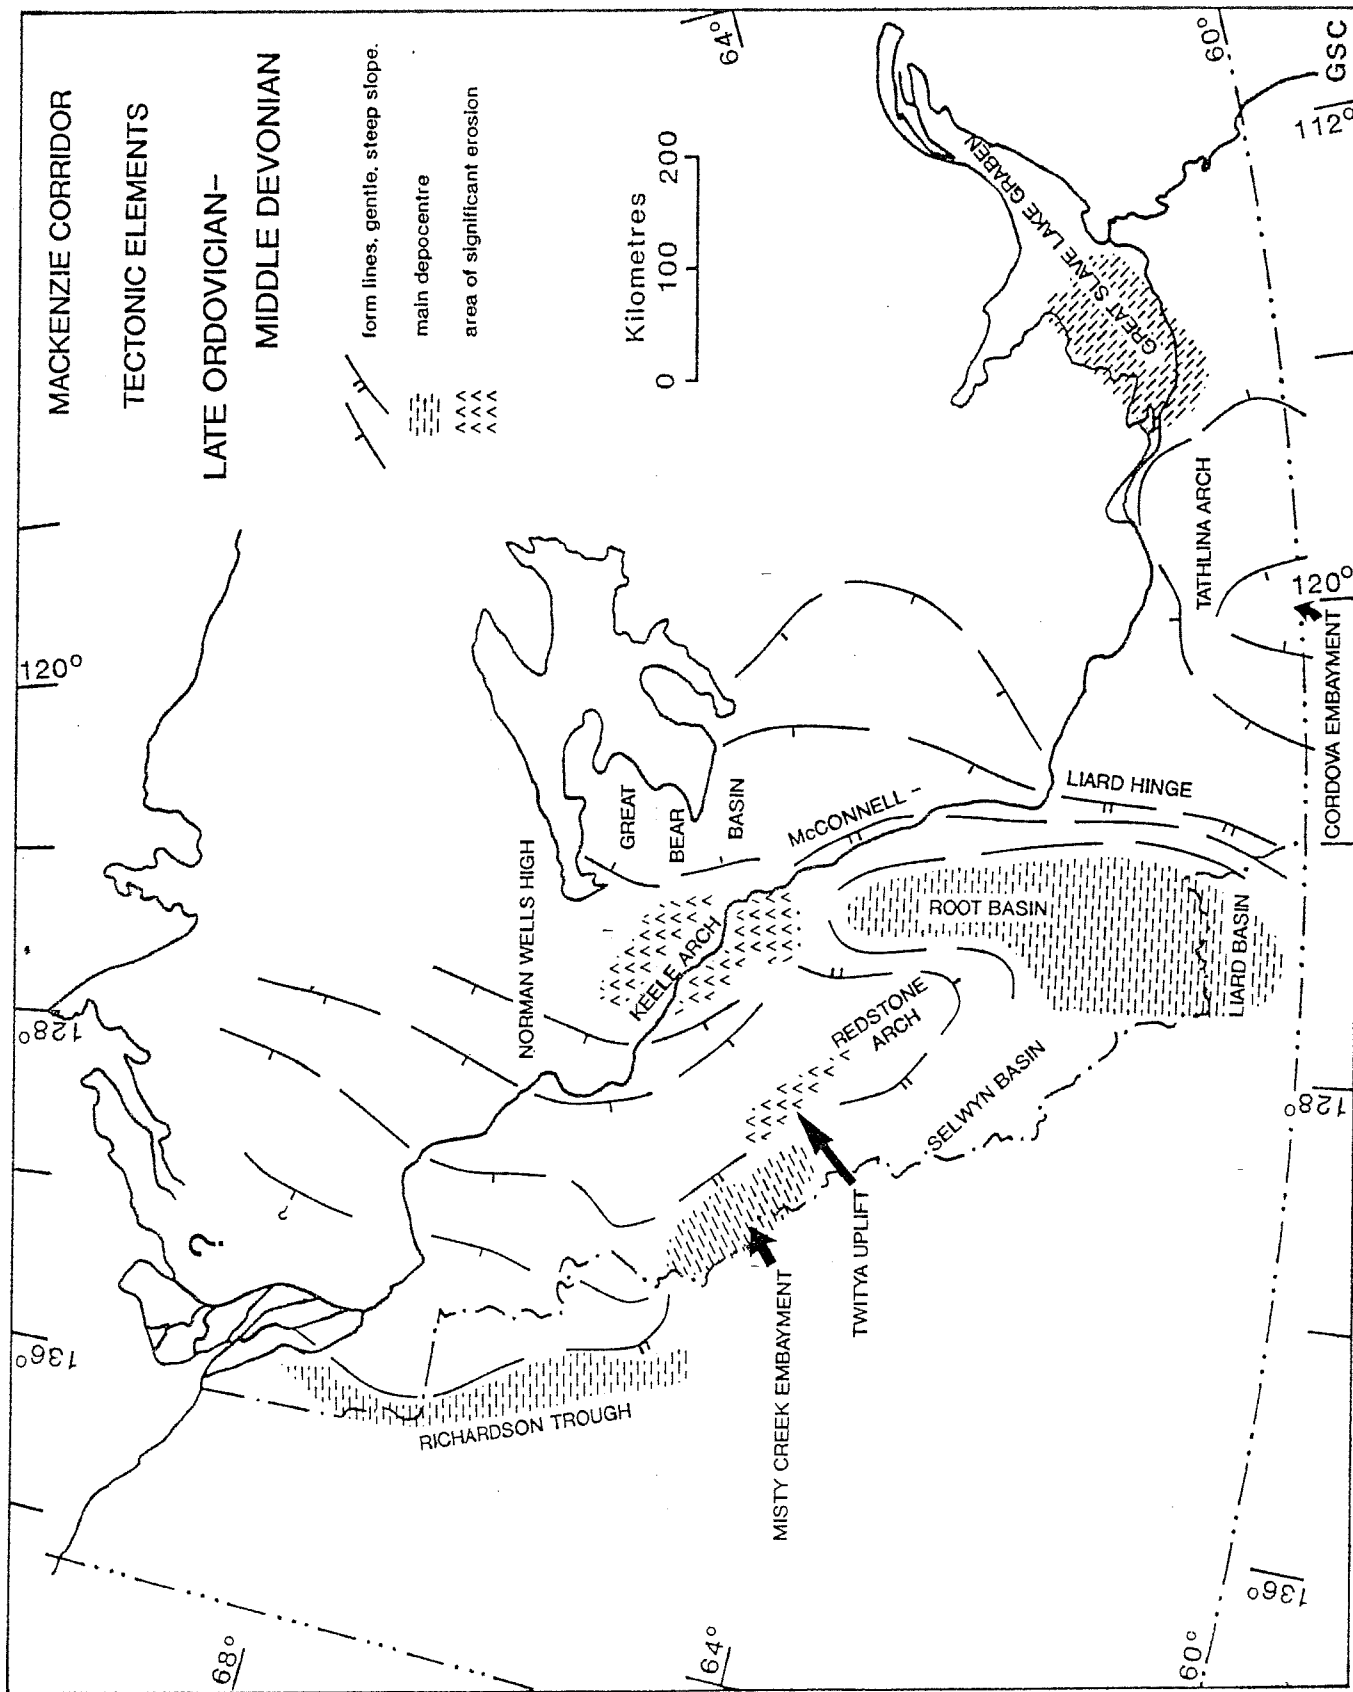 MACKENZIE CORRIDOR
TECTONIC ELEMENTS
LATE ORDOVICIAN-
MIDDLE DEVONIAN
form lines, gentle, steep slope.
main depocentre
area of significant erosion
Kilometres
0 100 200
136°
128°
120°
68°
64°
64°
60°
60°
136°
128°
120°
112°
?
?
RICHARDSON TROUGH
NORMAN WELLS HIGH
GREAT
BEAR
BASIN
KEELE ARCH
McCONNELL -
LIARD HINGE
MISTY CREEK EMBAYMENT
TWITYA UPLIFT
REDSTONE
ARCH
SELWYN BASIN
ROOT BASIN
LIARD BASIN
TATHLINA ARCH
CORDOVA EMBAYMENT
GREAT SLAVE LAKE GRABEN
GSC